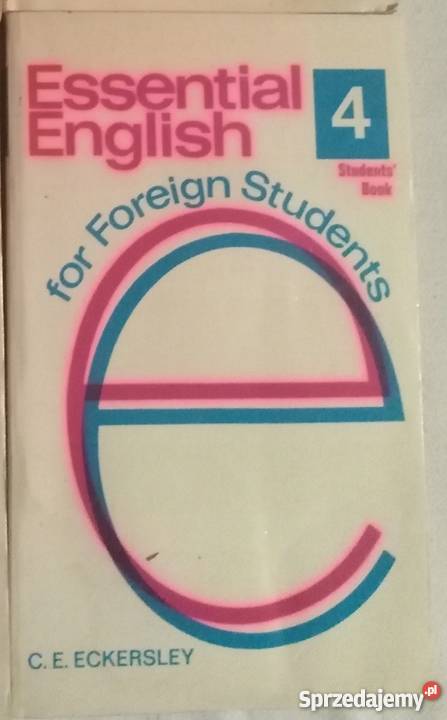 Essential
English
4
Students'
Book
for Foreign Students
C. E. ECKERSLEY
Sprzedajemy.pl